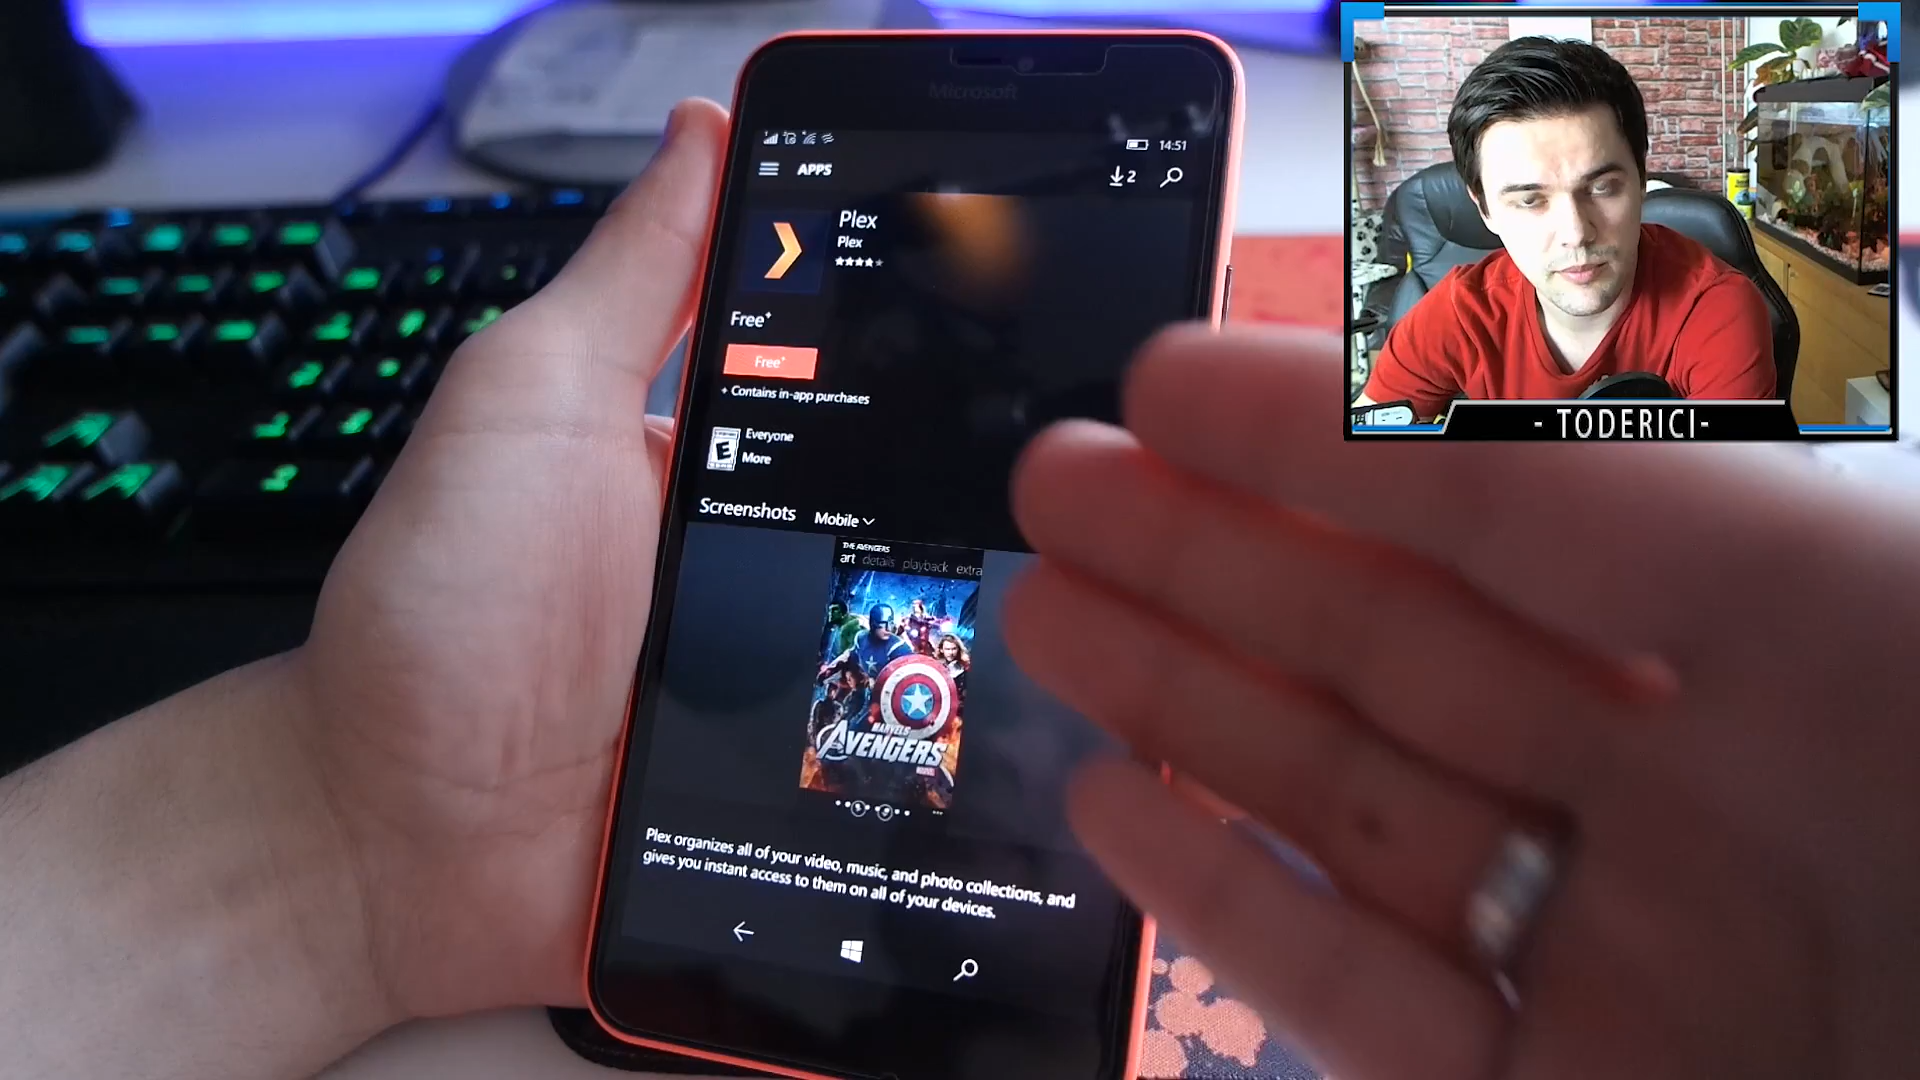 Microsoft
14:51
APPS
2
Plex
Plex
Free+
Free+
+ Contains in-app purchases
E
Everyone
More
Screenshots Mobile
THE AVENGERS
art details playback extra
MARVEL'S
AVENGERS
Plex organizes all of your video, music, and photo collections, and
gives you instant access to them on all of your devices.
- TODERICI-